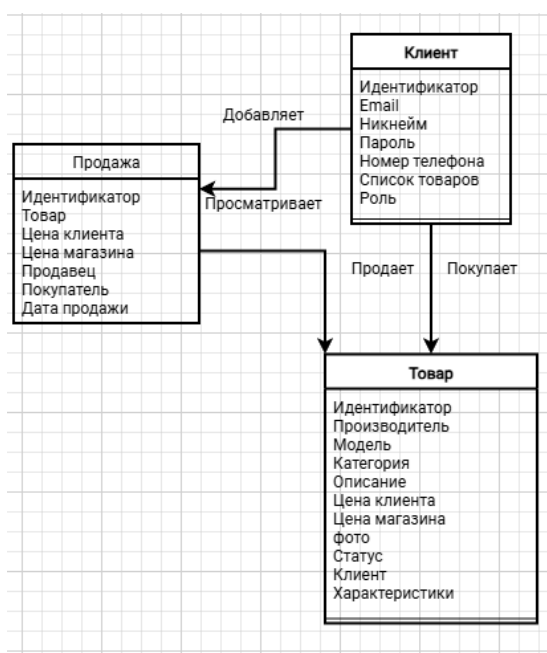 Клиент
Идентификатор
Email
Никнейм
Пароль
Номер телефона
Список товаров
Роль
Добавляет
Просматривает
Продажа
Идентификатор
Товар
Цена клиента
Цена магазина
Продавец
Покупатель
Дата продажи
Продает
Покупает
Товар
Идентификатор
Производитель
Модель
Категория
Описание
Цена клиента
Цена магазина
фото
Статус
Клиент
Характеристики